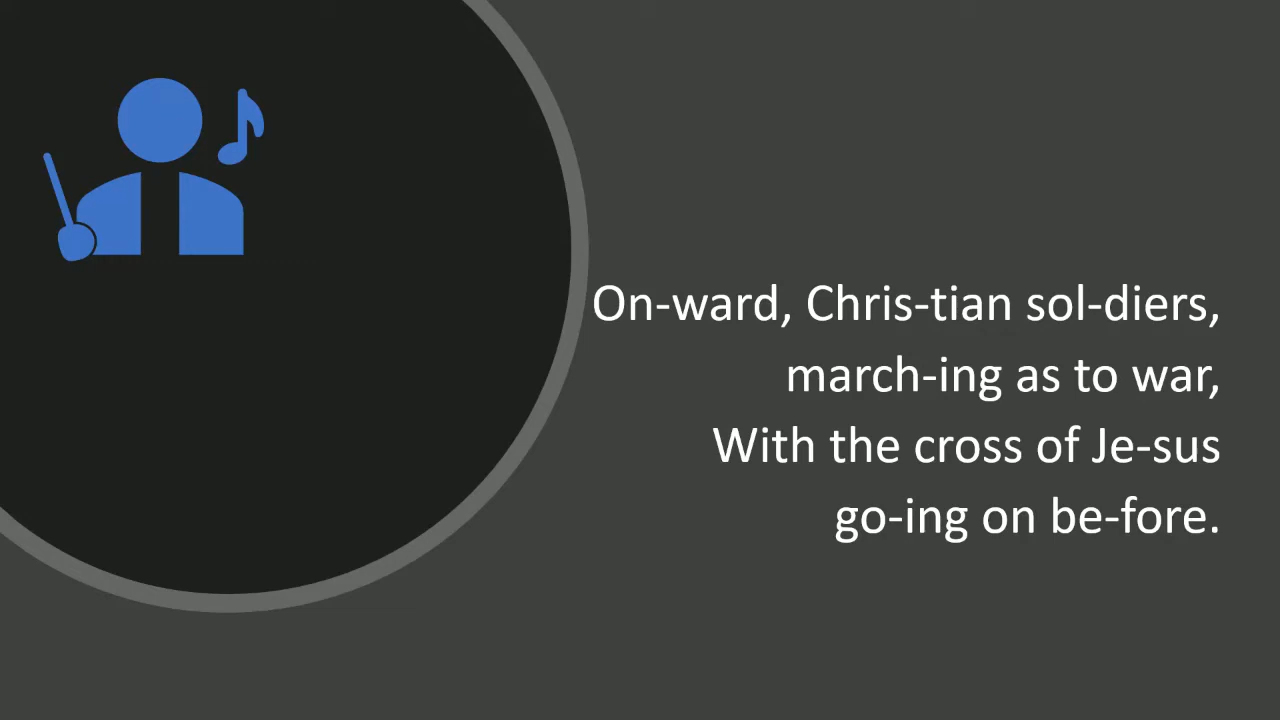 On-ward, Chris-tian sol-diers,
march-ing as to war,
With the cross of Je-sus
go-ing on be-fore.